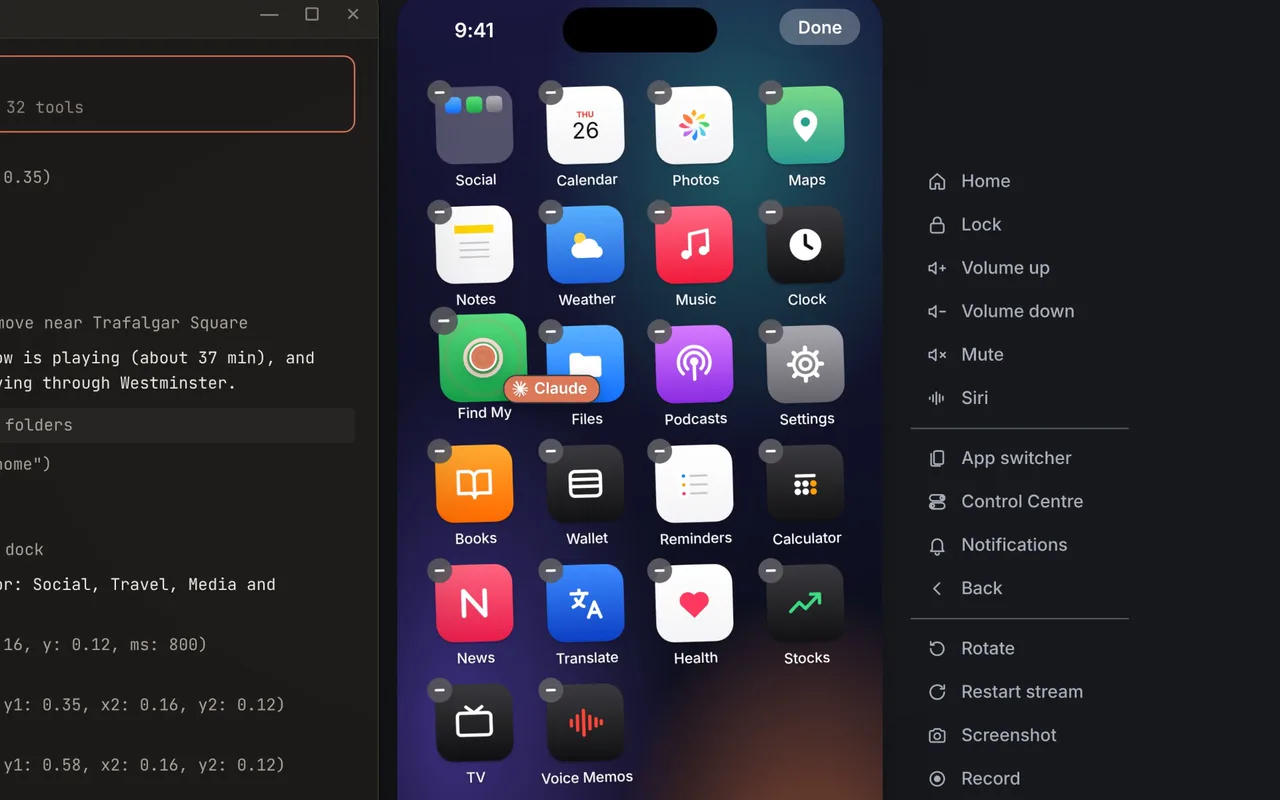 32 tools
0.35)
move near Trafalgar Square
is playing (about 37 min), and
through Westminster.
folders
dock
Social, Travel, Media and
16, y: 0.12, ms: 800)
y1: 0.35, x2: 0.16, y2: 0.12)
y1: 0.58, x2: 0.16, y2: 0.12)
9:41
Done
Social
THU
26
Calendar
Photos
Maps
Notes
Weather
Music
Clock
Find My
Claude
Files
Podcasts
Settings
Books
Wallet
Reminders
Calculator
N
News
文A
Translate
Health
Stocks
TV
Voice Memos
Home
Lock
Volume up
Volume down
Mute
Siri
App switcher
Control Centre
Notifications
Back
Rotate
Restart stream
Screenshot
Record